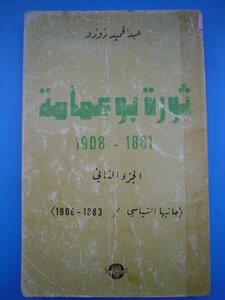 عبد الحميد زوزو
ثورة بوعمامة
1908 - 1881
الجزء الثاني
(جانبها السياسي / 1883 - 1908)